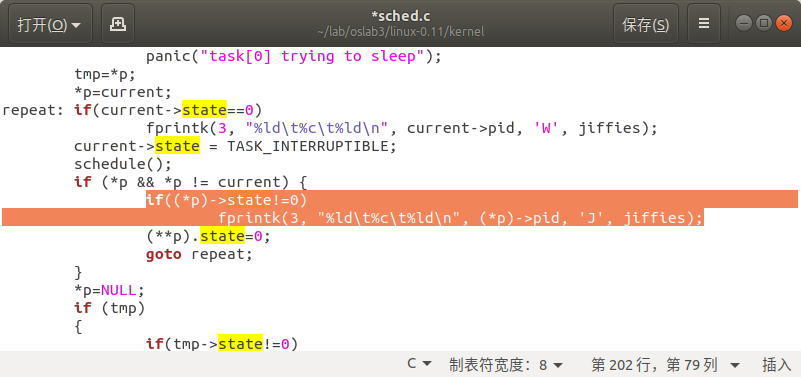 打开(O)
*sched.c
~/lab/oslab3/linux-0.11/kernel
保存(S)
panic("task[0] trying to sleep");
tmp=*p;
*p=current;
repeat: if(current->state==0)
fprintk(3, "%ld\t%c\t%ld\n", current->pid, 'W', jiffies);
current->state = TASK_INTERRUPTIBLE;
schedule();
if (*p && *p != current) {
if((*p)->state!=0)
fprintk(3, "%ld\t%c\t%ld\n", (*p)->pid, 'J', jiffies);
(**p).state=0;
goto repeat;
}
*p=NULL;
if (tmp)
{
if(tmp->state!=0)
C 制表符宽度：8 第 202 行，第 79 列 插入